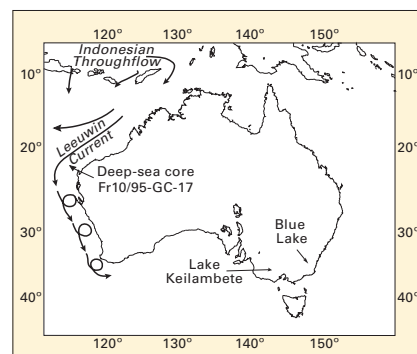 120° 130° 140° 150°
Indonesian
Throughflow
10° 10°
Leeuwin
Current
20° 20°
Deep-sea core
Fr10/95-GC-17
30° 30°
Blue
Lake
Lake
Keilambete
40° 40°
120° 130° 140° 150°